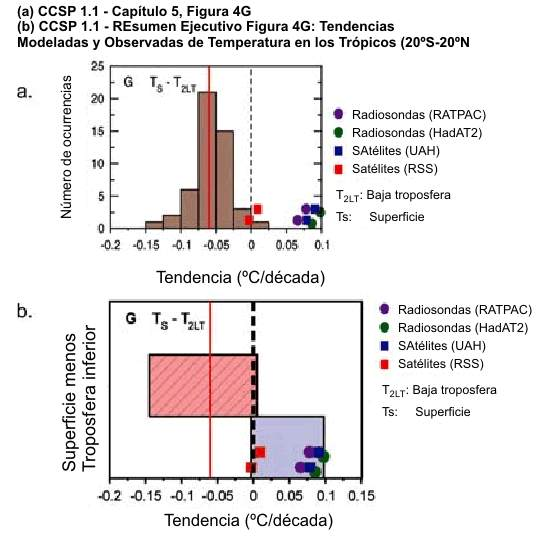 (a) CCSP 1.1 - Capítulo 5, Figura 4G
(b) CCSP 1.1 - REsumen Ejecutivo Figura 4G: Tendencias
Modeladas y Observadas de Temperatura en los Trópicos (20ºS-20ºN
a.
Número de ocurrencias
25
20
15
10
5
0
G TS - T2LT
-0.2 -0.15 -0.1 -0.05 0 0.05 0.1
Tendencia (ºC/década)
Radiosondas (RATPAC)
Radiosondas (HadAT2)
SAtélites (UAH)
Satélites (RSS)
T2LT: Baja troposfera
Ts: Superficie
b.
Superficie menos
Troposfera inferior
G TS - T2LT
-0.2 -0.15 -0.1 -0.05 0 0.05 0.1 0.15
Tendencia (ºC/década)
Radiosondas (RATPAC)
Radiosondas (HadAT2)
SAtélites (UAH)
Satélites (RSS)
T2LT: Baja troposfera
Ts: Superficie